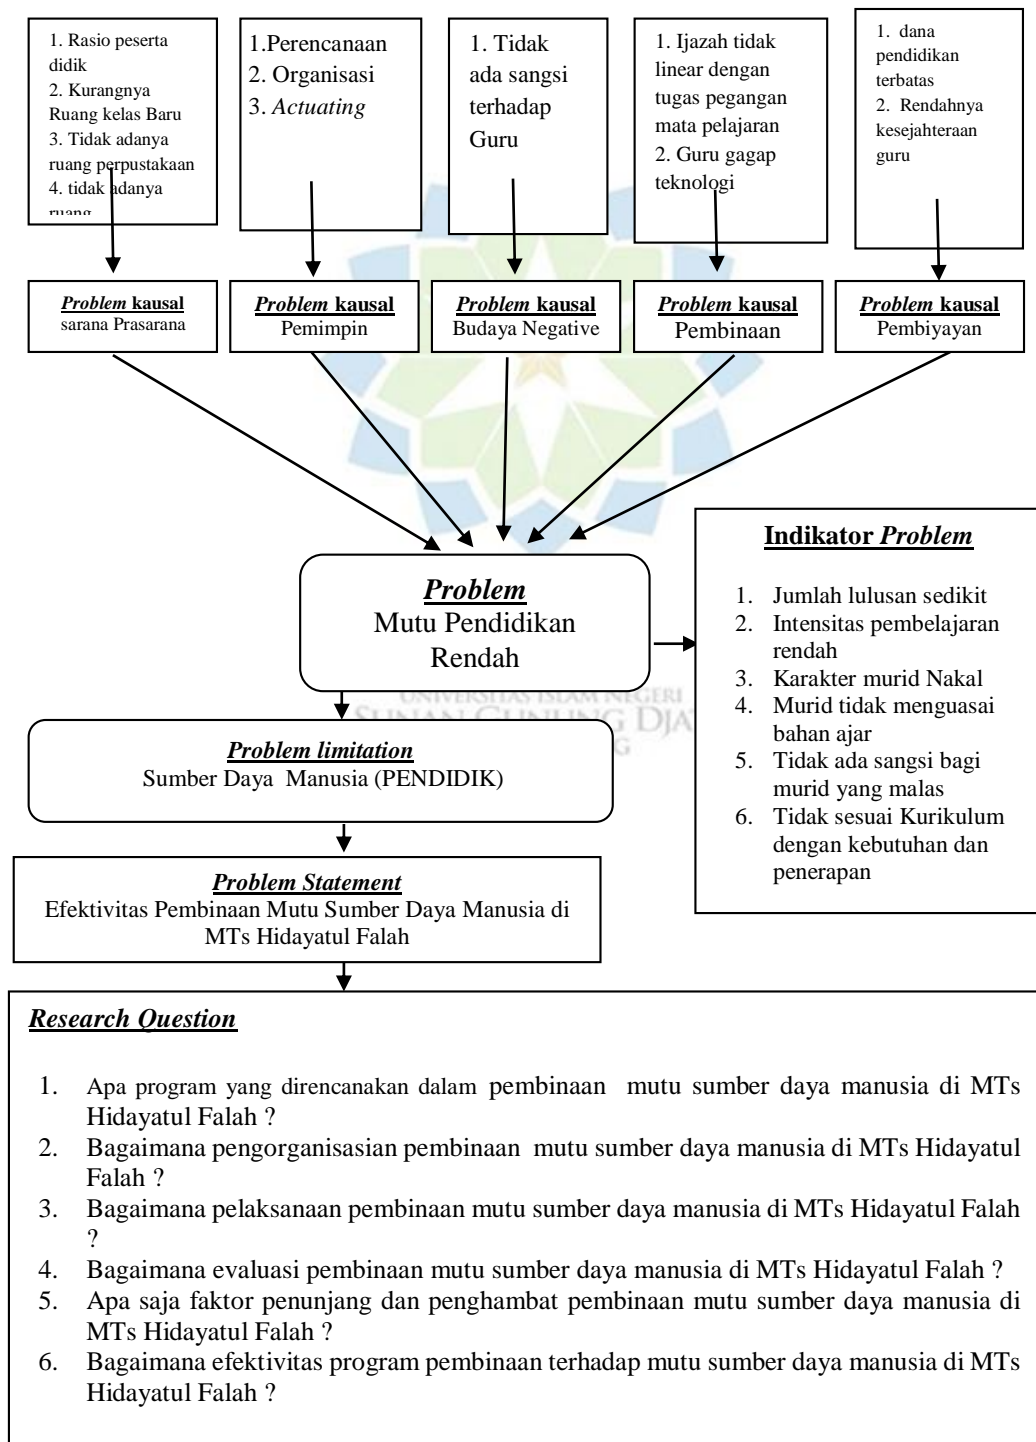 1. Rasio peserta
didik
2. Kurangnya
Ruang kelas Baru
3. Tidak adanya
ruang perpustakaan
4. tidak adanya
ruang
1.Perencanaan
2. Organisasi
3. Actuating
1. Tidak
ada sangsi
terhadap
Guru
1. Ijazah tidak
linear dengan
tugas pegangan
mata pelajaran
2. Guru gagap
teknologi
1. dana
pendidikan
terbatas
2. Rendahnya
kesejahteraan
guru
Problem kausal
sarana Prasarana
Problem kausal
Pemimpin
Problem kausal
Budaya Negative
Problem kausal
Pembinaan
Problem kausal
Pembiyayan
Problem
Mutu Pendidikan
Rendah
Indikator Problem
1. Jumlah lulusan sedikit
2. Intensitas pembelajaran
rendah
3. Karakter murid Nakal
4. Murid tidak menguasai
bahan ajar
5. Tidak ada sangsi bagi
murid yang malas
6. Tidak sesuai Kurikulum
dengan kebutuhan dan
penerapan
UNIVERSITAS ISLAM NEGERI
SUNAN GUNUNG
Problem limitation
Sumber Daya Manusia (PENDIDIK)
Problem Statement
Efektivitas Pembinaan Mutu Sumber Daya Manusia di
MTs Hidayatul Falah
Research Question
1. Apa program yang direncanakan dalam pembinaan mutu sumber daya manusia di MTs
Hidayatul Falah ?
2. Bagaimana pengorganisasian pembinaan mutu sumber daya manusia di MTs Hidayatul
Falah ?
3. Bagaimana pelaksanaan pembinaan mutu sumber daya manusia di MTs Hidayatul Falah
?
4. Bagaimana evaluasi pembinaan mutu sumber daya manusia di MTs Hidayatul Falah ?
5. Apa saja faktor penunjang dan penghambat pembinaan mutu sumber daya manusia di
MTs Hidayatul Falah ?
6. Bagaimana efektivitas program pembinaan terhadap mutu sumber daya manusia di MTs
Hidayatul Falah ?